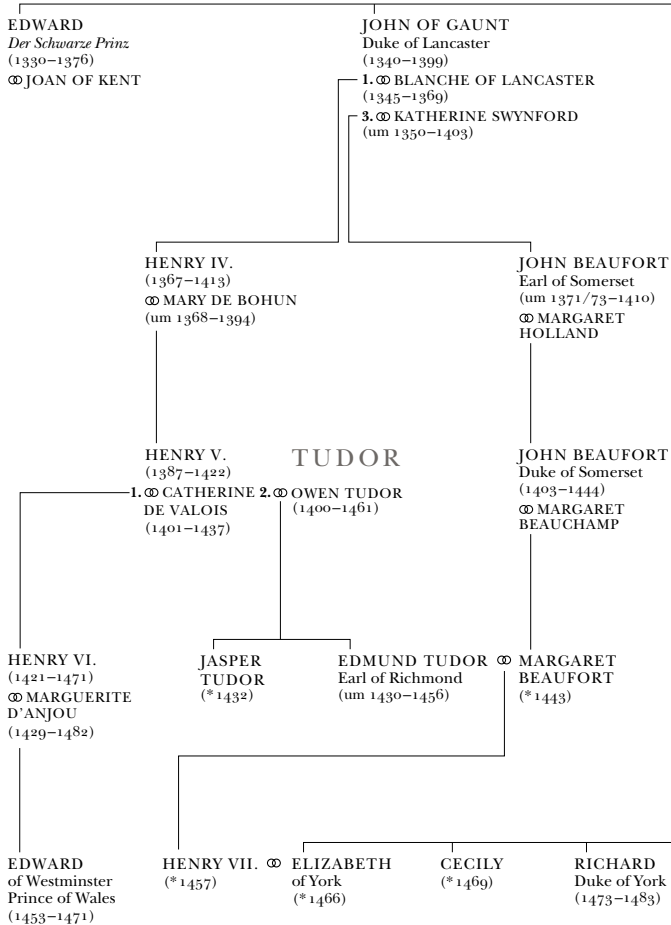 EDWARD
Der Schwarze Prinz
(1330–1376)
⚭ JOAN OF KENT
JOHN OF GAUNT
Duke of Lancaster
(1340–1399)
1. ⚭ BLANCHE OF LANCASTER
(1345–1369)
3. ⚭ KATHERINE SWYNFORD
(um 1350–1403)
HENRY IV.
(1367–1413)
⚭ MARY DE BOHUN
(um 1368–1394)
JOHN BEAUFORT
Earl of Somerset
(um 1371/73–1410)
⚭ MARGARET
HOLLAND
HENRY V.
(1387–1422)
1. ⚭ CATHERINE 2. ⚭ OWEN TUDOR
DE VALOIS
(1401–1437)
(1400–1461)
TUDOR
JOHN BEAUFORT
Duke of Somerset
(1403–1444)
⚭ MARGARET
BEAUCHAMP
HENRY VI.
(1421–1471)
⚭ MARGUERITE
D'ANJOU
(1429–1482)
JASPER
TUDOR
(*1432)
EDMUND TUDOR ⚭
Earl of Richmond
(um 1430–1456)
MARGARET
BEAUFORT
(*1443)
EDWARD
of Westminster
Prince of Wales
(1453–1471)
HENRY VII. ⚭
(*1457)
ELIZABETH
of York
(*1466)
CECILY
(*1469)
RICHARD
Duke of York
(1473–1483)